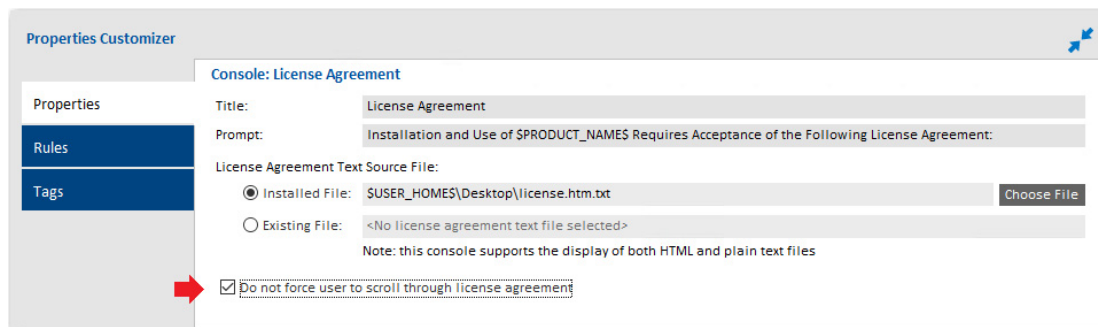 Properties Customizer
Console: License Agreement
Properties
Title: License Agreement
Prompt: Installation and Use of $PRODUCT_NAME$ Requires Acceptance of the Following License Agreement:
Rules
License Agreement Text Source File:
Tags
Installed File: $USER_HOME$\Desktop\license.htm.txt Choose File
Existing File: <No license agreement text file selected>
Note: this console supports the display of both HTML and plain text files
Do not force user to scroll through license agreement